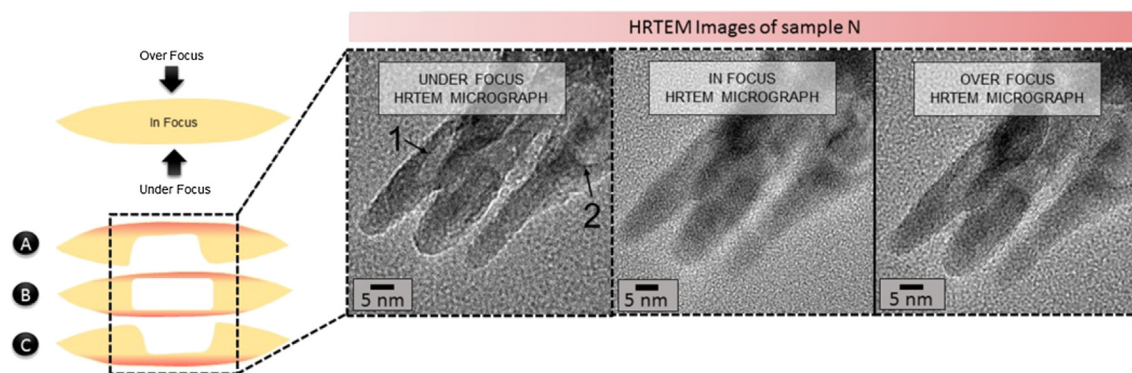 HRTEM Images of sample N
Over Focus
In Focus
Under Focus
A
B
C
UNDER FOCUS
HRTEM MICROGRAPH
1
2
5 nm
IN FOCUS
HRTEM MICROGRAPH
5 nm
OVER FOCUS
HRTEM MICROGRAPH
5 nm